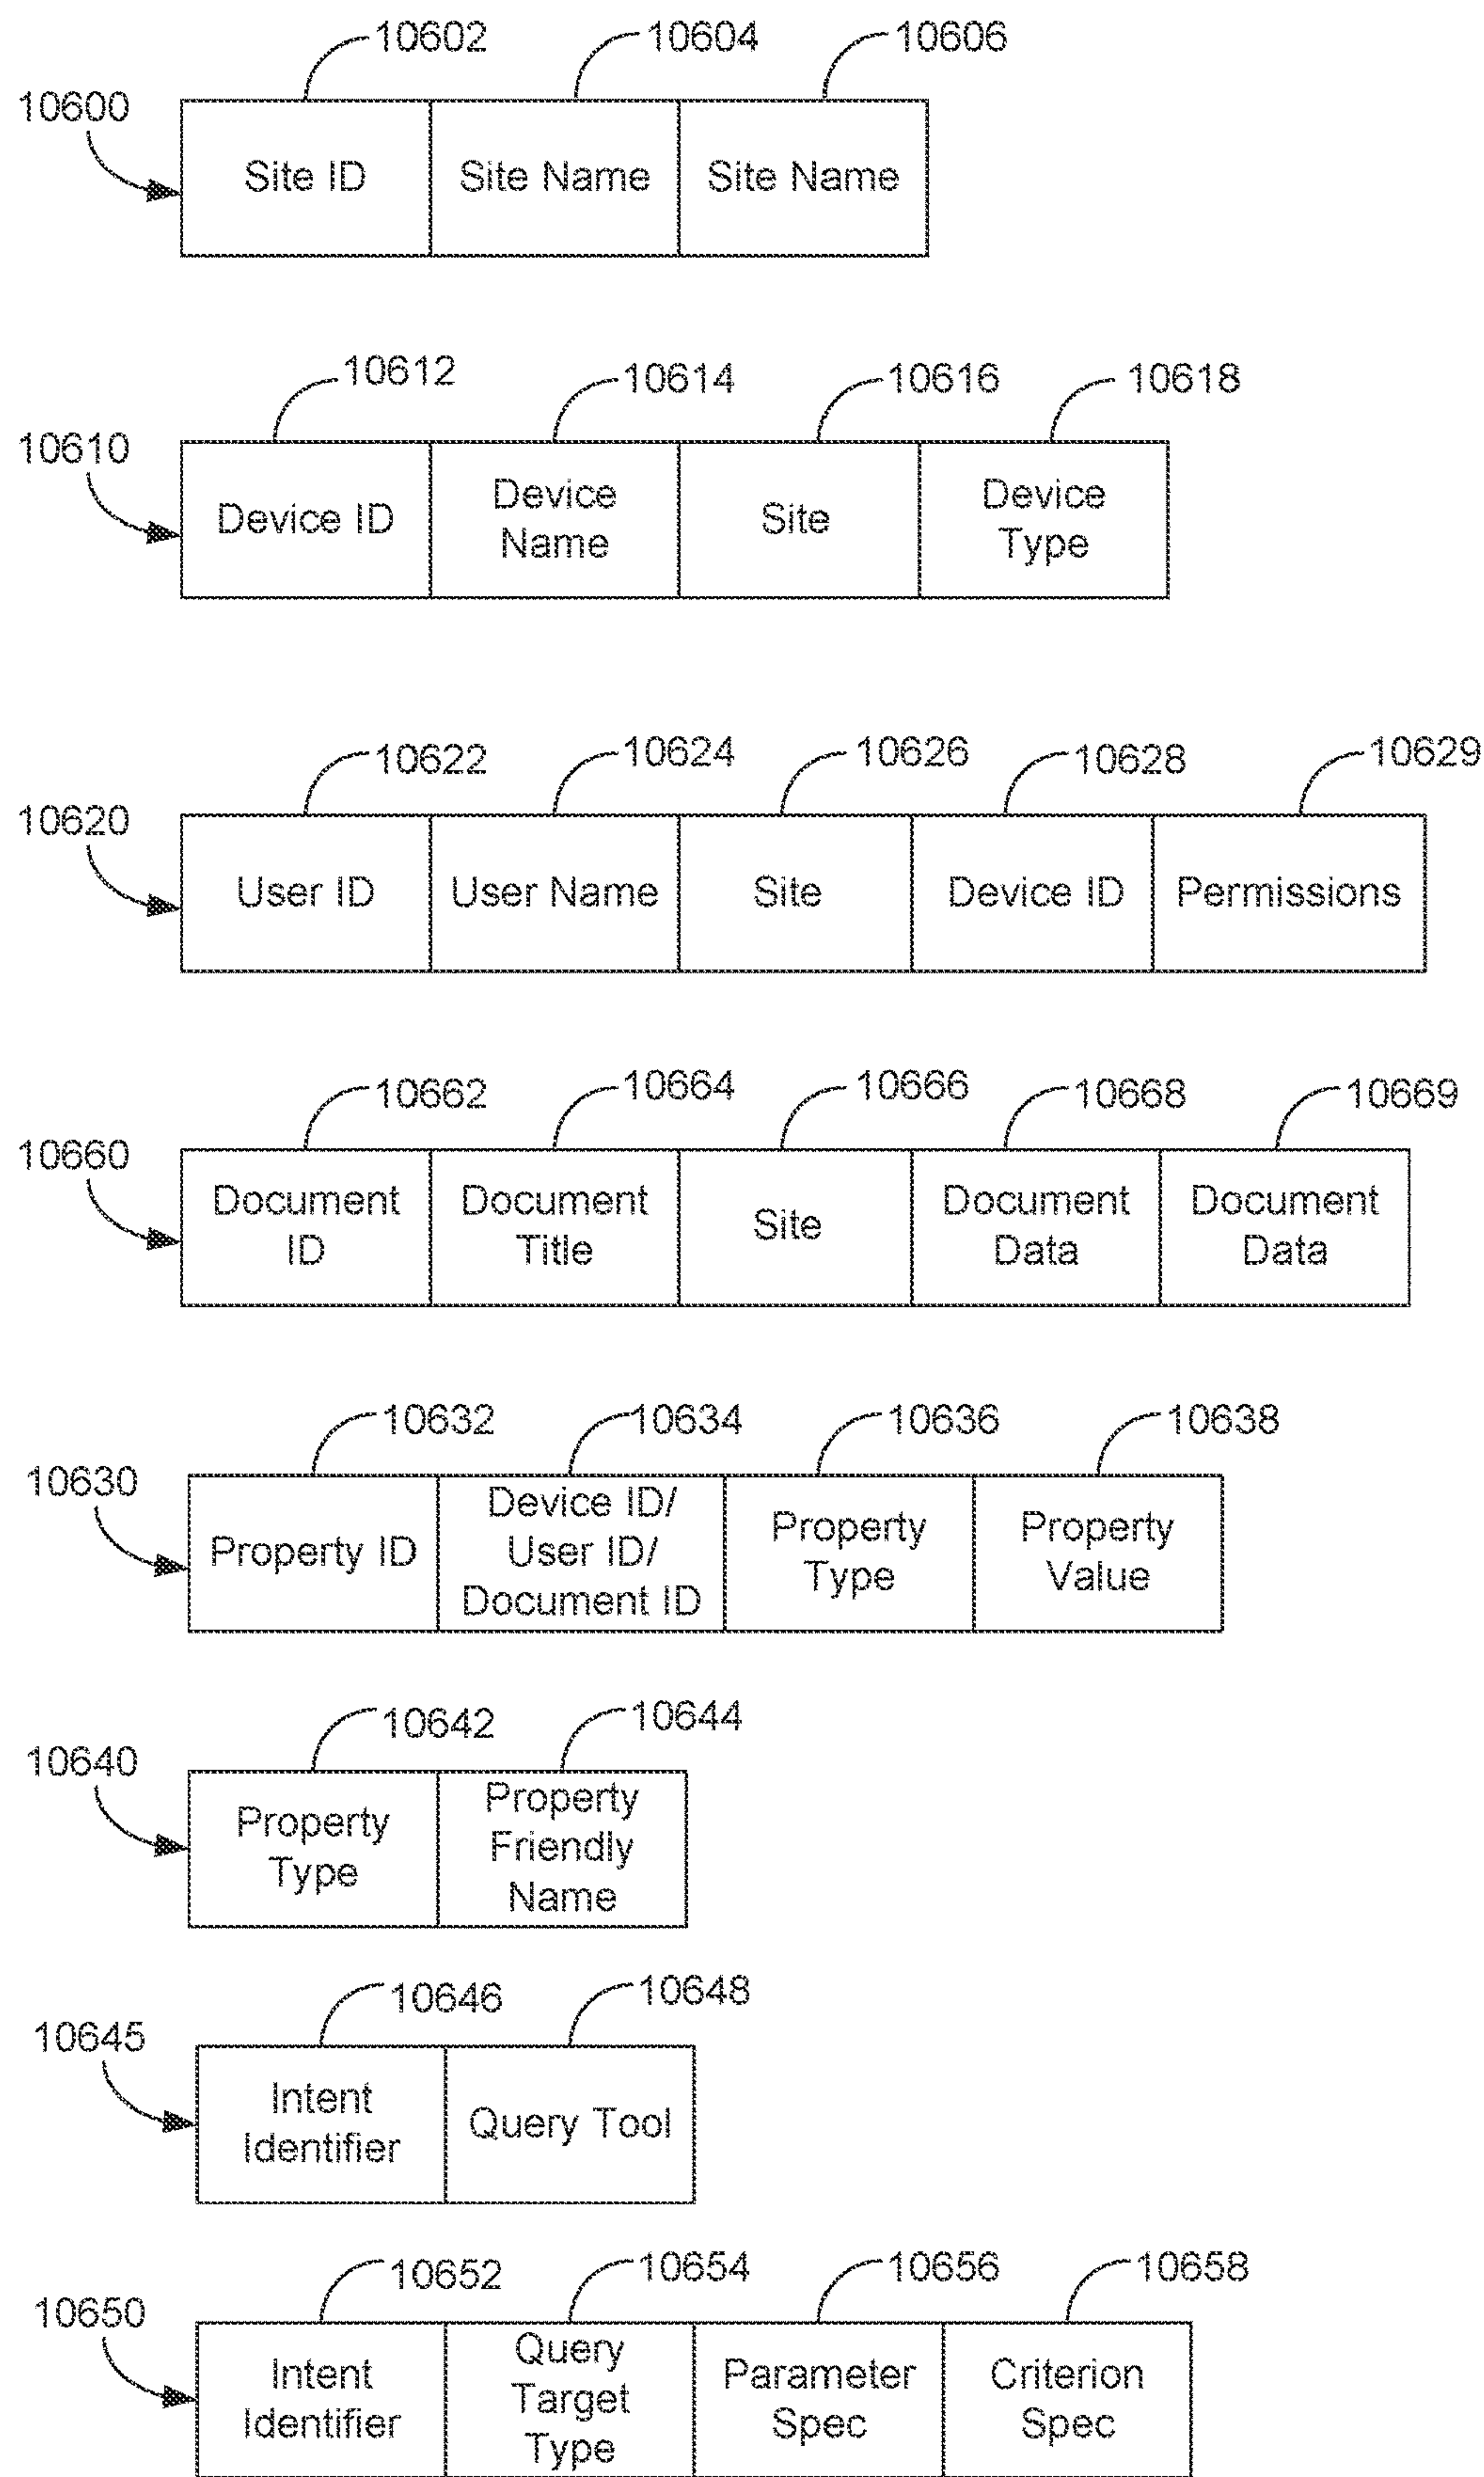 10602
10604
10606
10600
Site ID
Site Name
Site Name
10612
10614
10616
10618
10610
Device ID
Device
Name
Site
Device
Type
10622
10624
10626
10628
10629
10620
User ID
User Name
Site
Device ID
Permissions
10662
10664
10666
10668
10669
10660
Document
ID
Document
Title
Site
Document
Data
Document
Data
10632
10634
10636
10638
10630
Property ID
Device ID/
User ID/
Document ID
Property
Type
Property
Value
10642
10644
10640
Property
Type
Property
Friendly
Name
10646
10648
10645
Intent
Identifier
Query Tool
10652
10654
10656
10658
10650
Intent
Identifier
Query
Target
Type
Parameter
Spec
Criterion
Spec